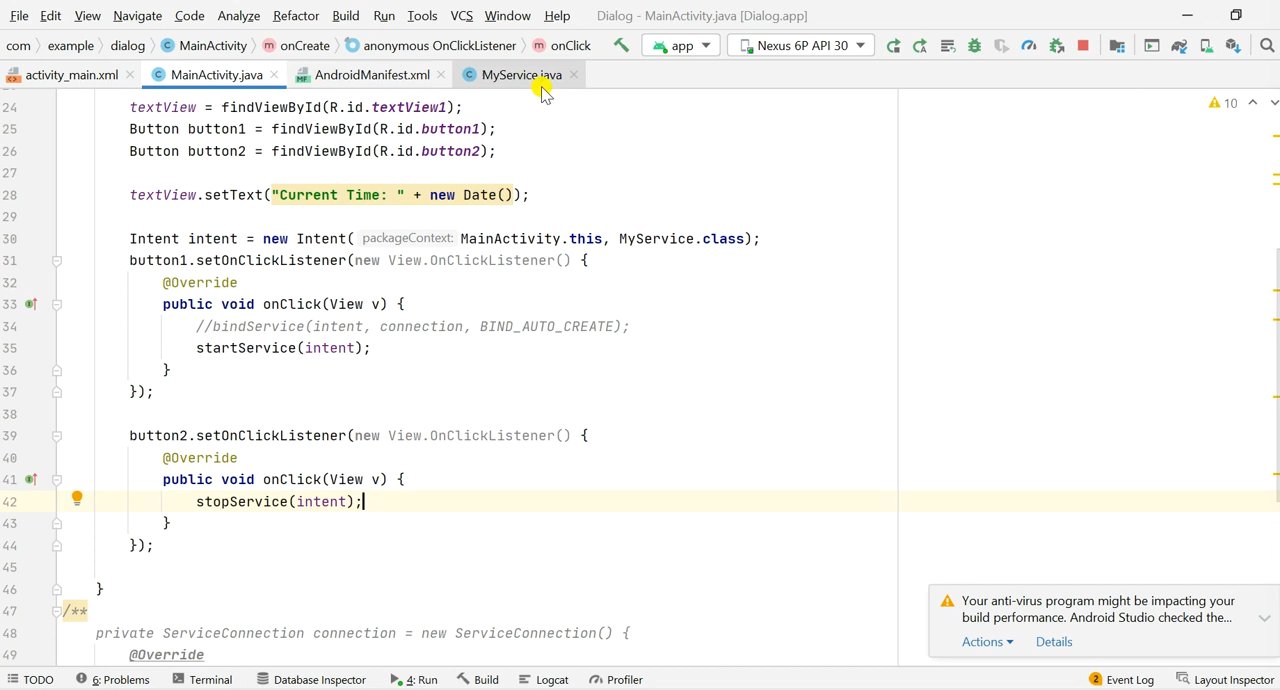 File Edit View Navigate Code Analyze Refactor Build Run Tools VCS Window Help Dialog - MainActivity.java [Dialog.app]
com example dialog MainActivity onCreate anonymous OnClickListener onClick app Nexus 6P API 30
activity_main.xml MainActivity.java AndroidManifest.xml MyService.java
24 textView = findViewById(R.id.textView1); 10
25 Button button1 = findViewById(R.id.button1);
26 Button button2 = findViewById(R.id.button2);
27
28 textView.setText("Current Time: " + new Date());
29
30 Intent intent = new Intent( packageContext: MainActivity.this, MyService.class);
31 button1.setOnClickListener(new View.OnClickListener() {
32 @Override
33 public void onClick(View v) {
34 //bindService(intent, connection, BIND_AUTO_CREATE);
35 startService(intent);
36 }
37 });
38
39 button2.setOnClickListener(new View.OnClickListener() {
40 @Override
41 public void onClick(View v) {
42 stopService(intent);
43 }
44 });
45
46 }
47 /**
48 private ServiceConnection connection = new ServiceConnection() {
49 @Override
Your anti-virus program might be impacting your
build performance. Android Studio checked the...
Actions Details
TODO 6: Problems Terminal Database Inspector 4: Run Build Logcat Profiler 2 Event Log Layout Inspector